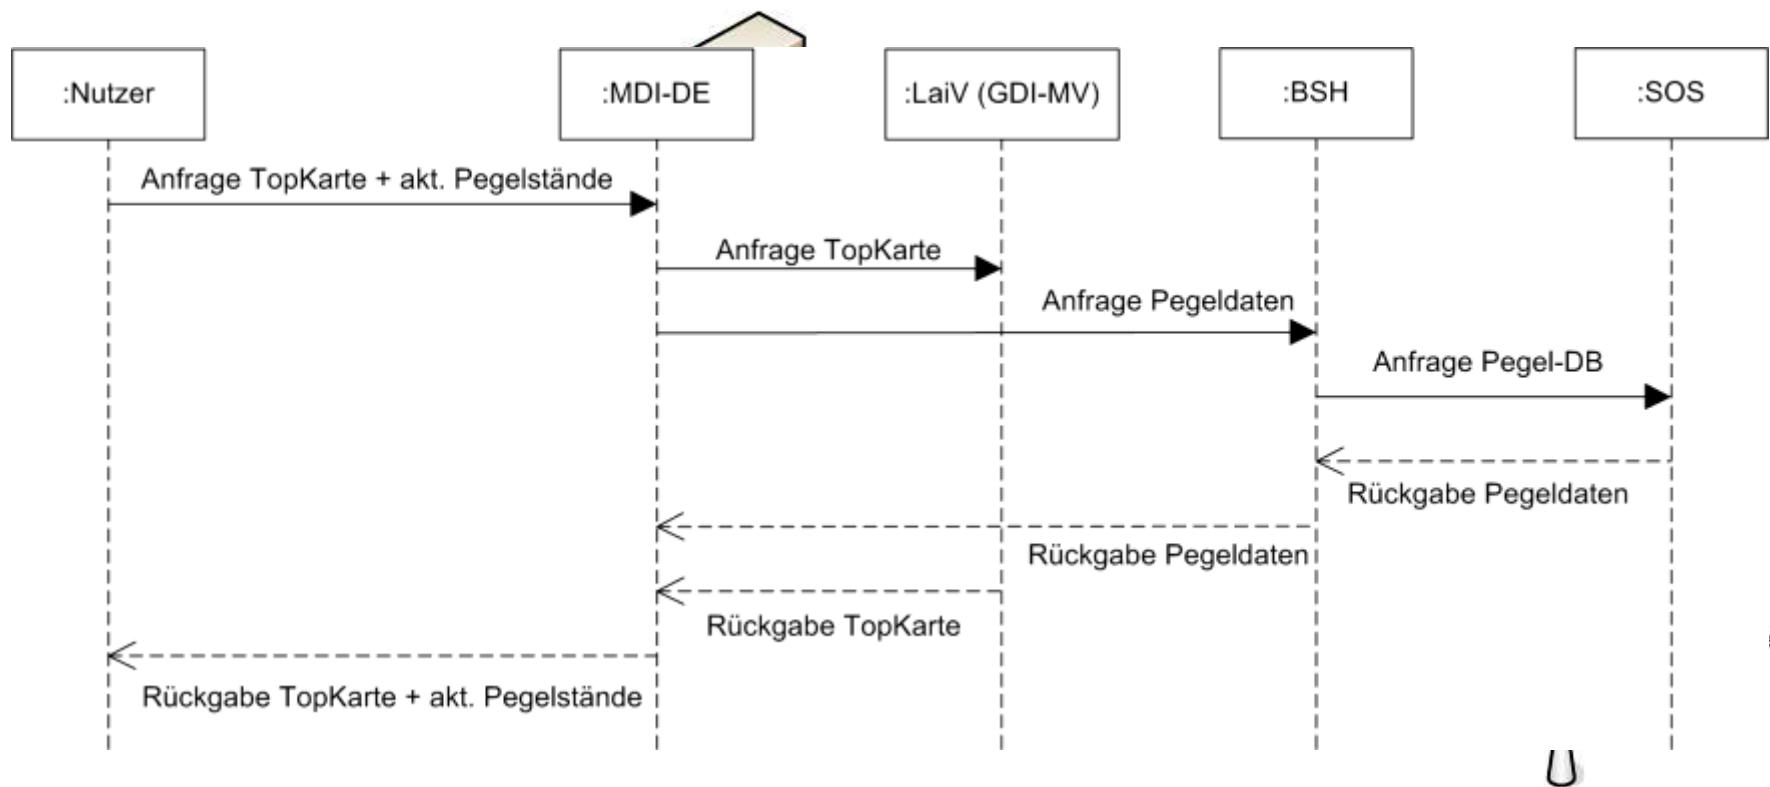 :Nutzer
:MDI-DE
:LaiV (GDI-MV)
:BSH
:SOS
Anfrage TopKarte + akt. Pegelstände
Anfrage TopKarte
Anfrage Pegeldaten
Anfrage Pegel-DB
Rückgabe Pegeldaten
Rückgabe Pegeldaten
Rückgabe TopKarte
Rückgabe TopKarte + akt. Pegelstände